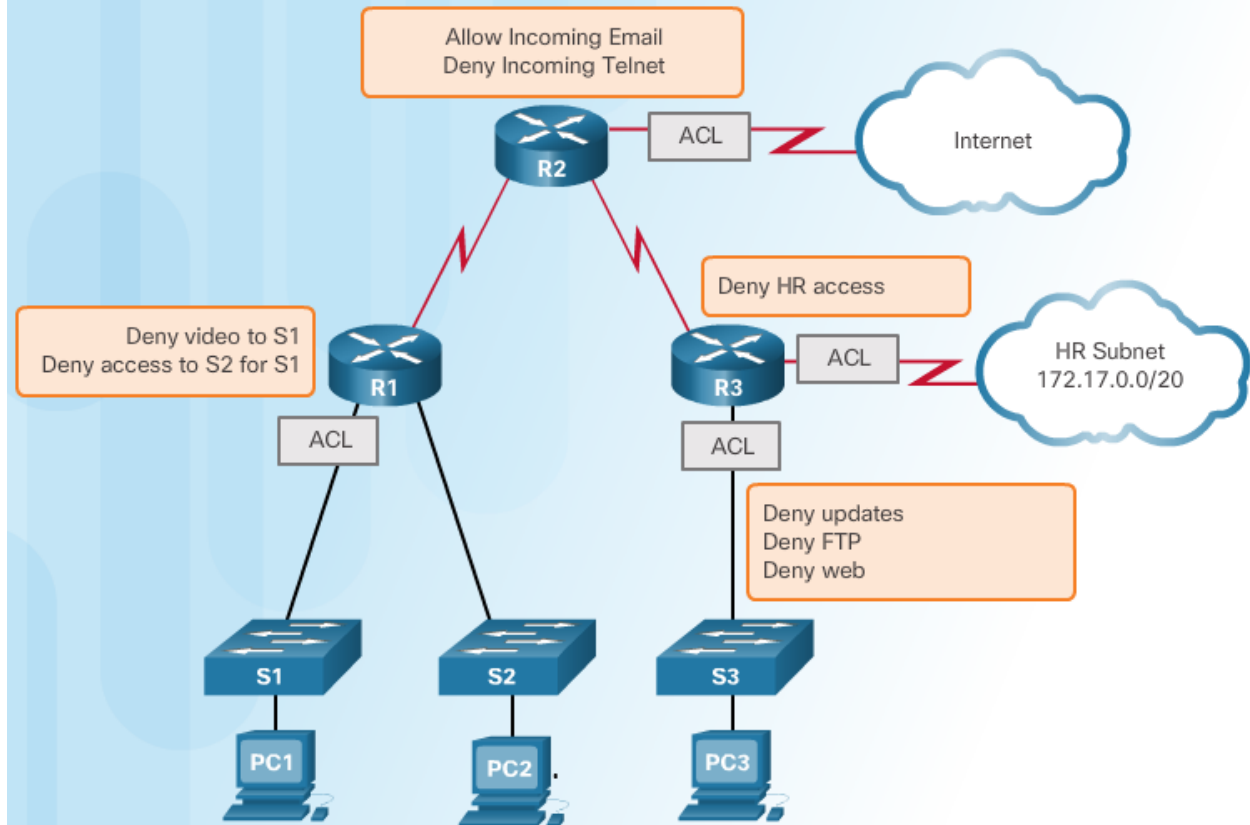 Allow Incoming Email
Deny Incoming Telnet
ACL
Internet
R2
Deny HR access
Deny video to S1
Deny access to S2 for S1
R1
R3
ACL
HR Subnet
172.17.0.0/20
ACL
ACL
Deny updates
Deny FTP
Deny web
S1
S2
S3
PC1
PC2
PC3